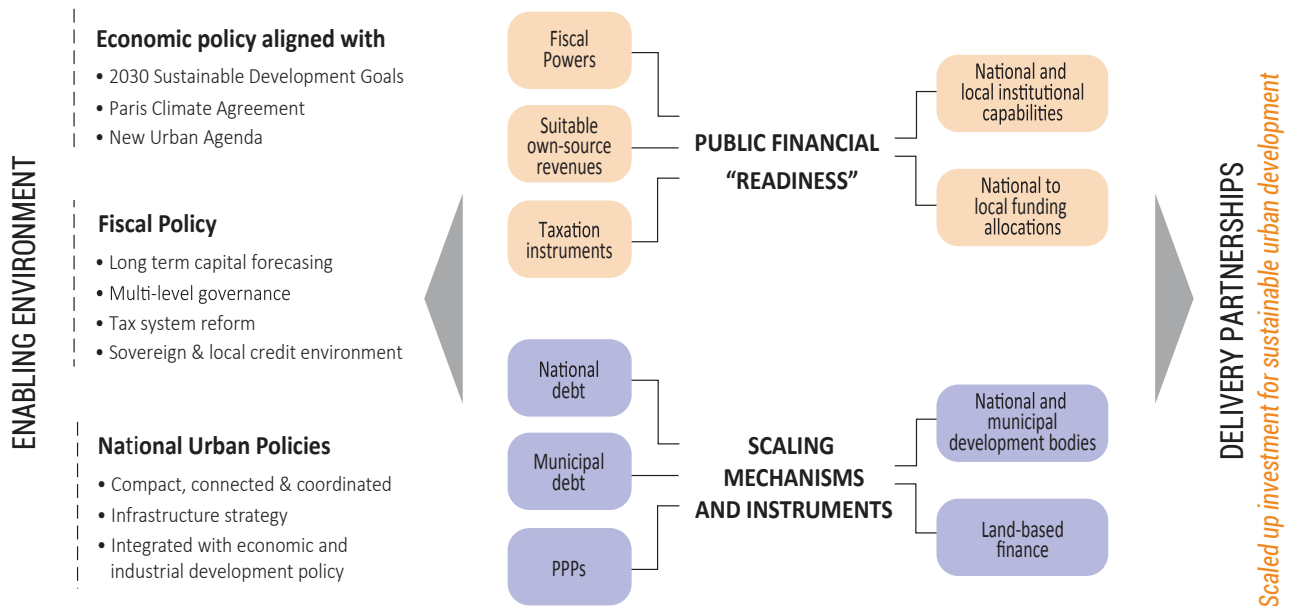 ENABLING ENVIRONMENT
Economic policy aligned with
• 2030 Sustainable Development Goals
• Paris Climate Agreement
• New Urban Agenda
Fiscal Policy
• Long term capital forecasing
• Multi-level governance
• Tax system reform
• Sovereign & local credit environment
National Urban Policies
• Compact, connected & coordinated
• Infrastructure strategy
• Integrated with economic and
industrial development policy
Fiscal
Powers
Suitable
own-source
revenues
Taxation
instruments
PUBLIC FINANCIAL
“READINESS”
National and
local institutional
capabilities
National to
local funding
allocations
National
debt
Municipal
debt
PPPs
SCALING
MECHANISMS
AND INSTRUMENTS
National and
municipal
development bodies
Land-based
finance
DELIVERY PARTNERSHIPS
Scaled up investment for sustainable urban development